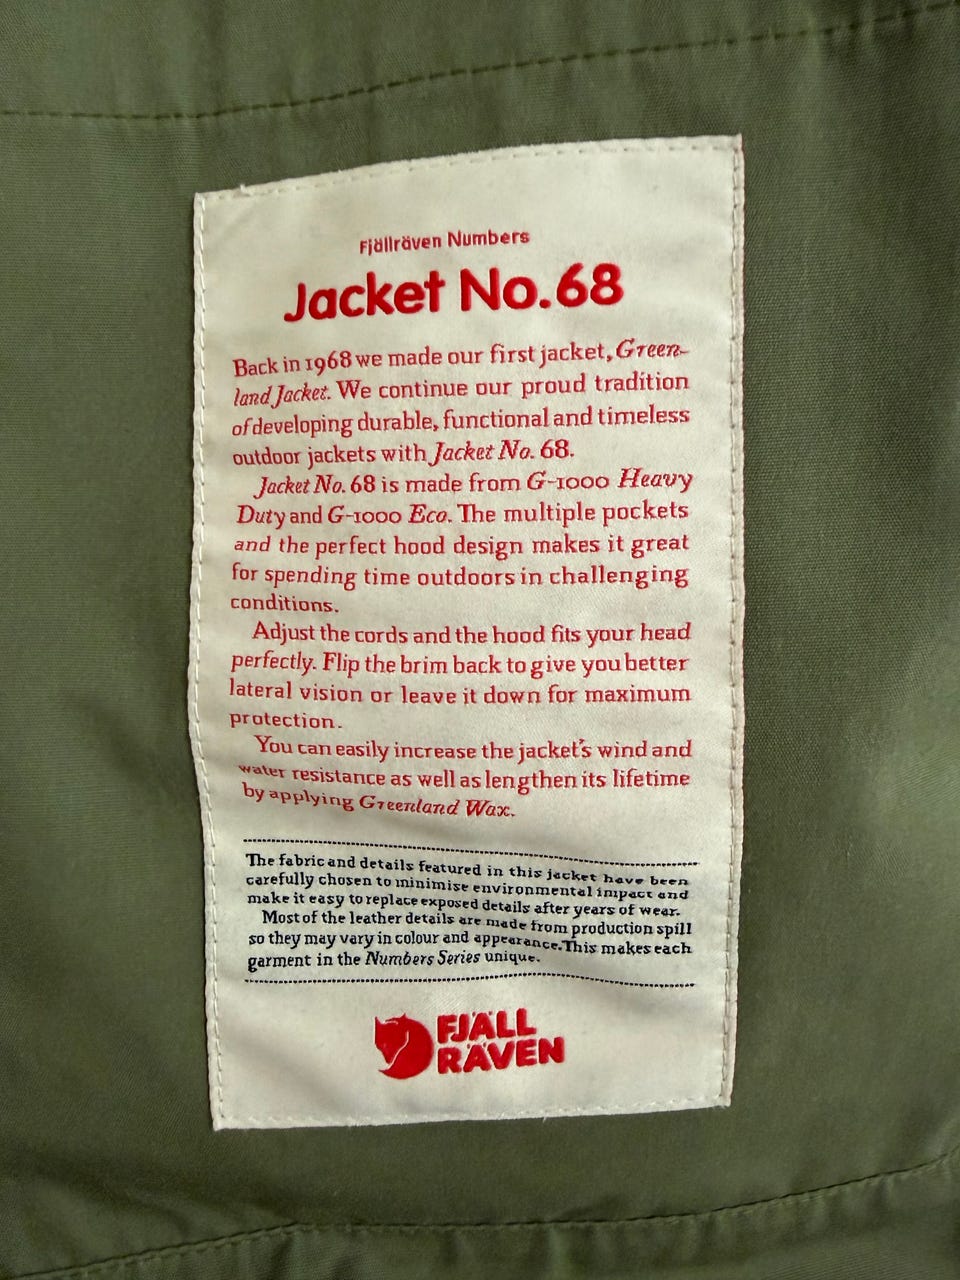 Fjällräven Numbers
Jacket No.68
Back in 1968 we made our first jacket, Green-
land Jacket. We continue our proud tradition
of developing durable, functional and timeless
outdoor jackets with Jacket No. 68.
Jacket No. 68 is made from G-1000 Heavy
Duty and G-1000 Eco. The multiple pockets
and the perfect hood design makes it great
for spending time outdoors in challenging
conditions.
Adjust the cords and the hood fits your head
perfectly. Flip the brim back to give you better
lateral vision or leave it down for maximum
protection.
You can easily increase the jacket's wind and
water resistance as well as lengthen its lifetime
by applying Greenland Wax.
The fabric and details featured in this jacket have been
carefully chosen to minimise environmental impact and
make it easy to replace exposed details after years of wear.
Most of the leather details are made from production spill
so they may vary in colour and appearance. This makes each
garment in the Numbers Series unique.
FJÄLL
RÄVEN